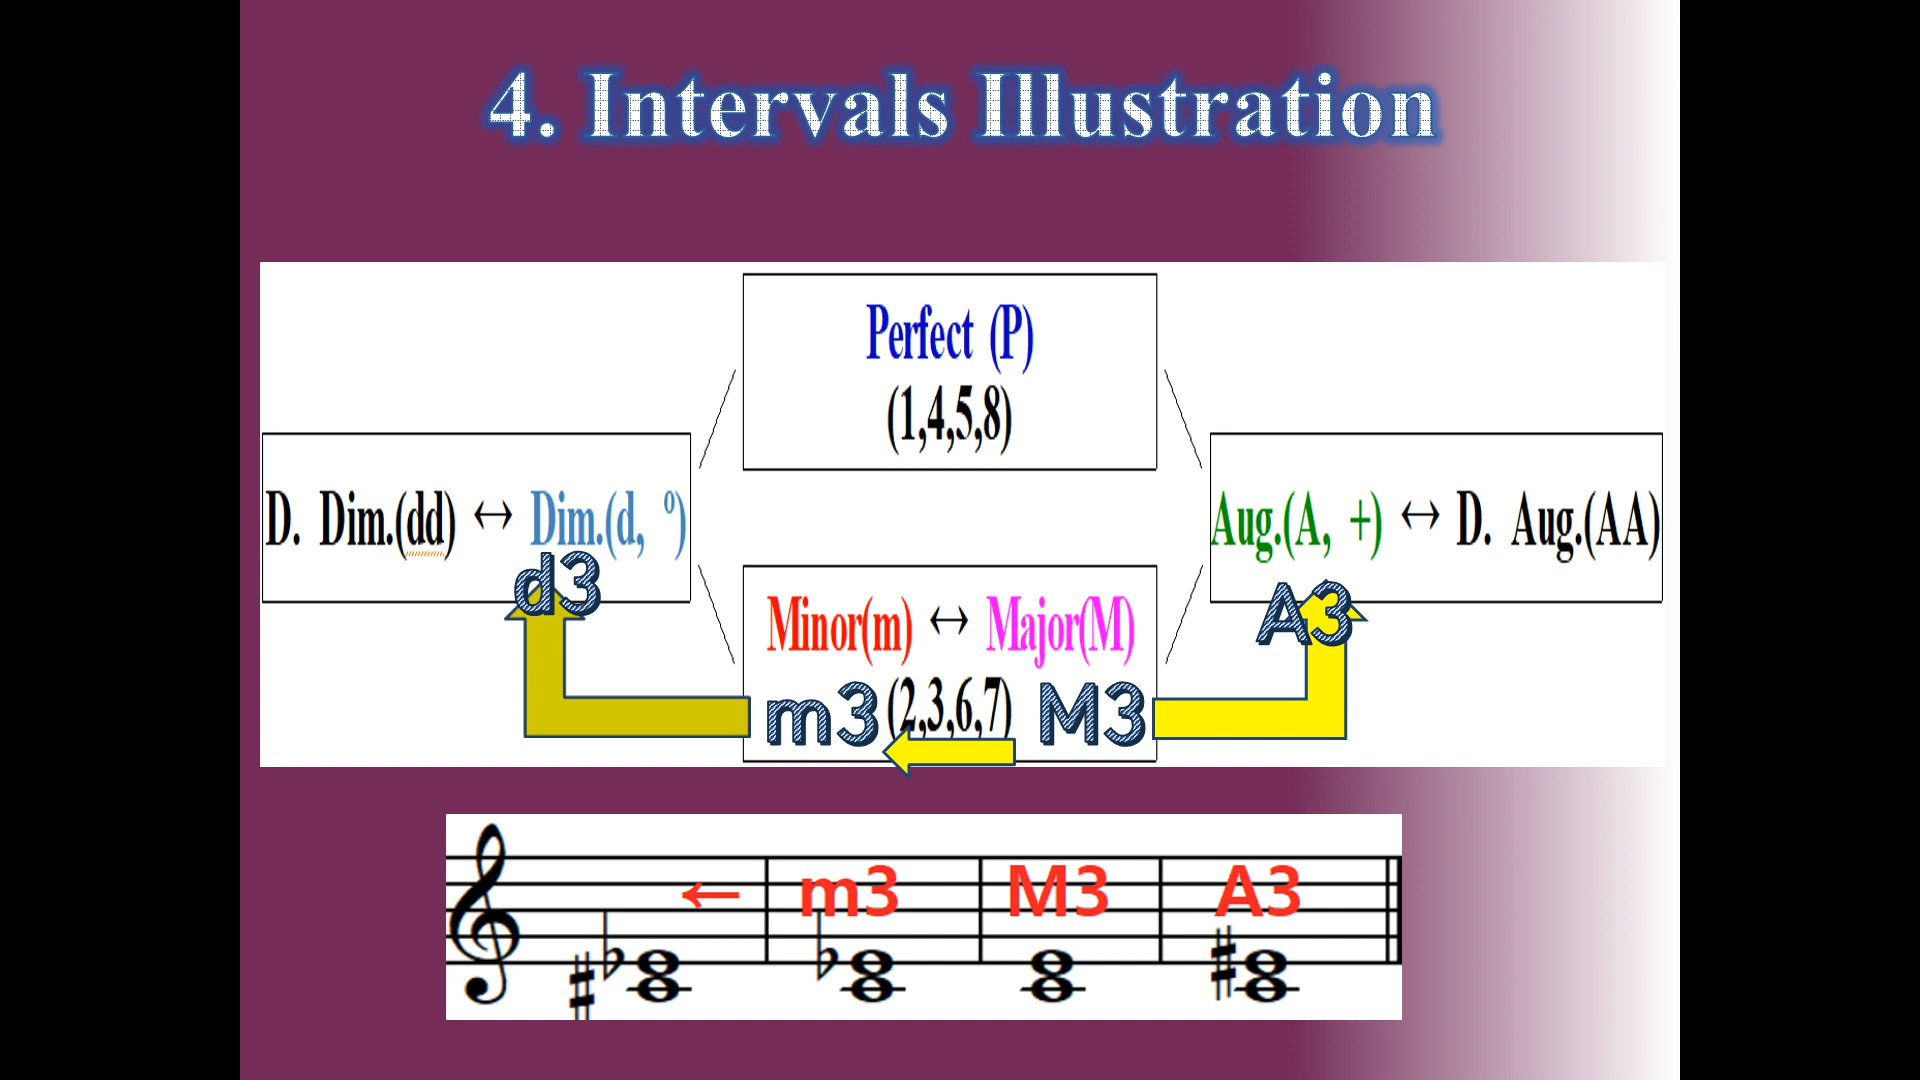 4. Intervals Illustration
Perfect (P)
(1,4,5,8)
D. Dim.(dd) ↔ Dim.(d, º)
Aug.(A, +) ↔ D. Aug.(AA)
d3
A3
Minor(m) ↔ Major(M)
m3 (2,3,6,7) M3
← m3 M3 A3